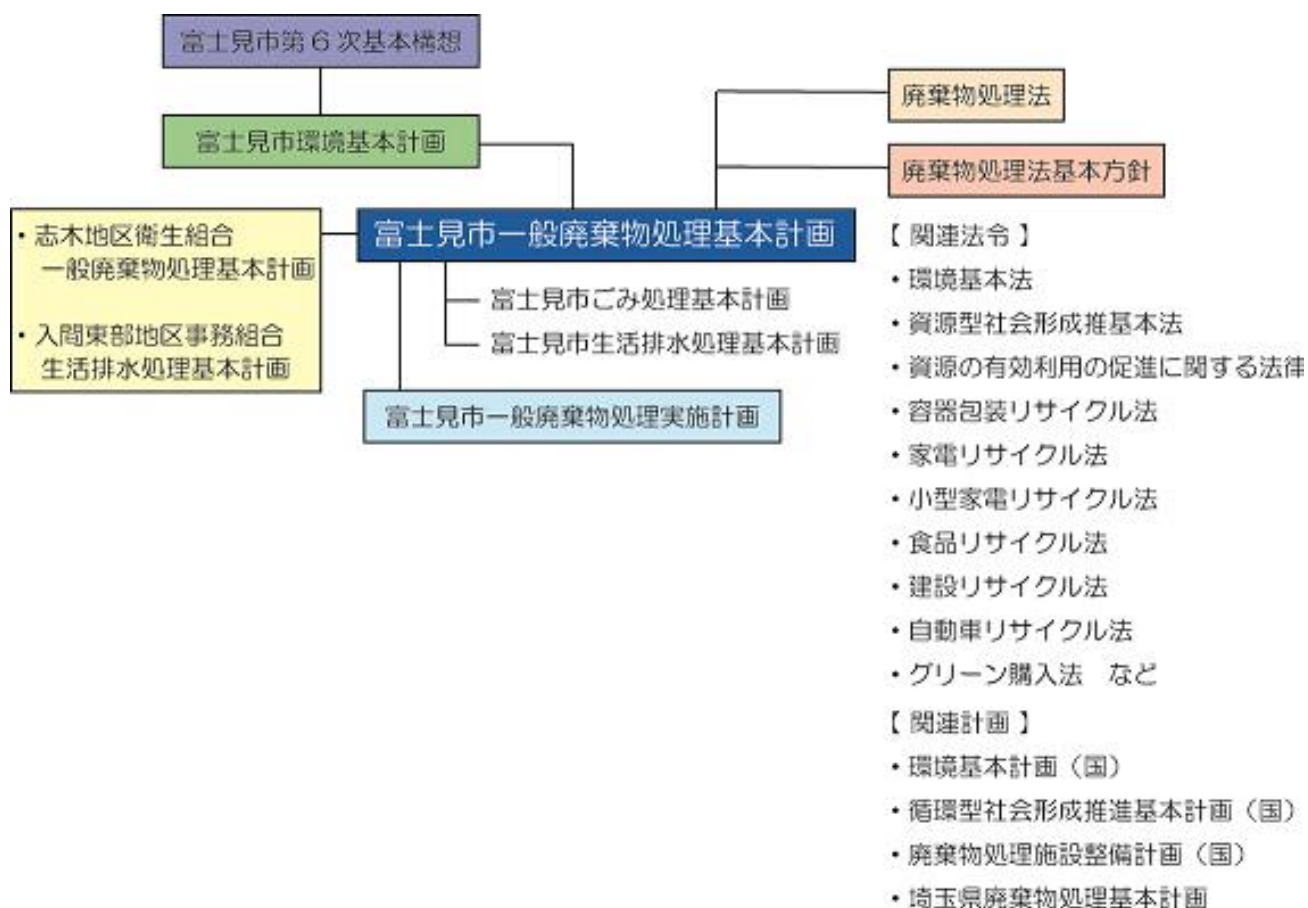 富士見市第6次基本構想
富士見市環境基本計画
・志木地区衛生組合
一般廃棄物処理基本計画
・入間東部地区事務組合
生活排水処理基本計画
富士見市一般廃棄物処理基本計画
富士見市ごみ処理基本計画
富士見市生活排水処理基本計画
富士見市一般廃棄物処理実施計画
廃棄物処理法
廃棄物処理法基本方針
【 関連法令 】
・環境基本法
・資源型社会形成推基本法
・資源の有効利用の促進に関する法律
・容器包装リサイクル法
・家電リサイクル法
・小型家電リサイクル法
・食品リサイクル法
・建設リサイクル法
・自動車リサイクル法
・グリーン購入法　など
【 関連計画 】
・環境基本計画（国）
・循環型社会形成推進基本計画（国）
・廃棄物処理施設整備計画（国）
・埼玉県廃棄物処理基本計画